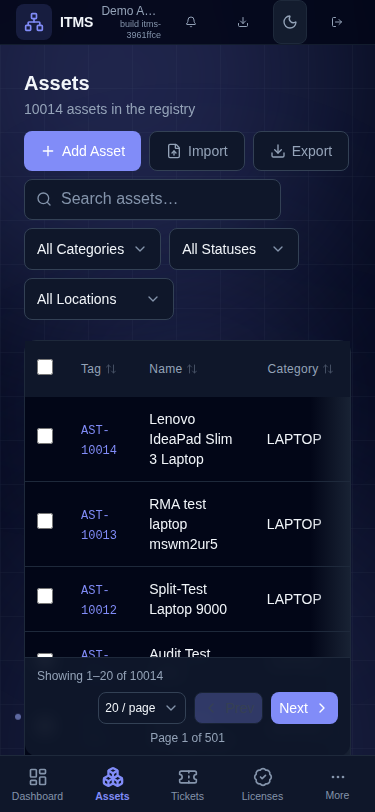 ITMS
Demo A…
build itms-
3961ffce
Assets
10014 assets in the registry
Add Asset
Import
Export
Search assets…
All Categories
All Statuses
All Locations
Tag
Name
Category
AST-
10014
Lenovo
IdeaPad Slim
3 Laptop
LAPTOP
AST-
10013
RMA test
laptop
mswm2ur5
LAPTOP
AST-
10012
Split-Test
Laptop 9000
LAPTOP
AST-
Audit Test
Showing 1–20 of 10014
20 / page
Next
Page 1 of 501
Dashboard
Assets
Tickets
Licenses
More